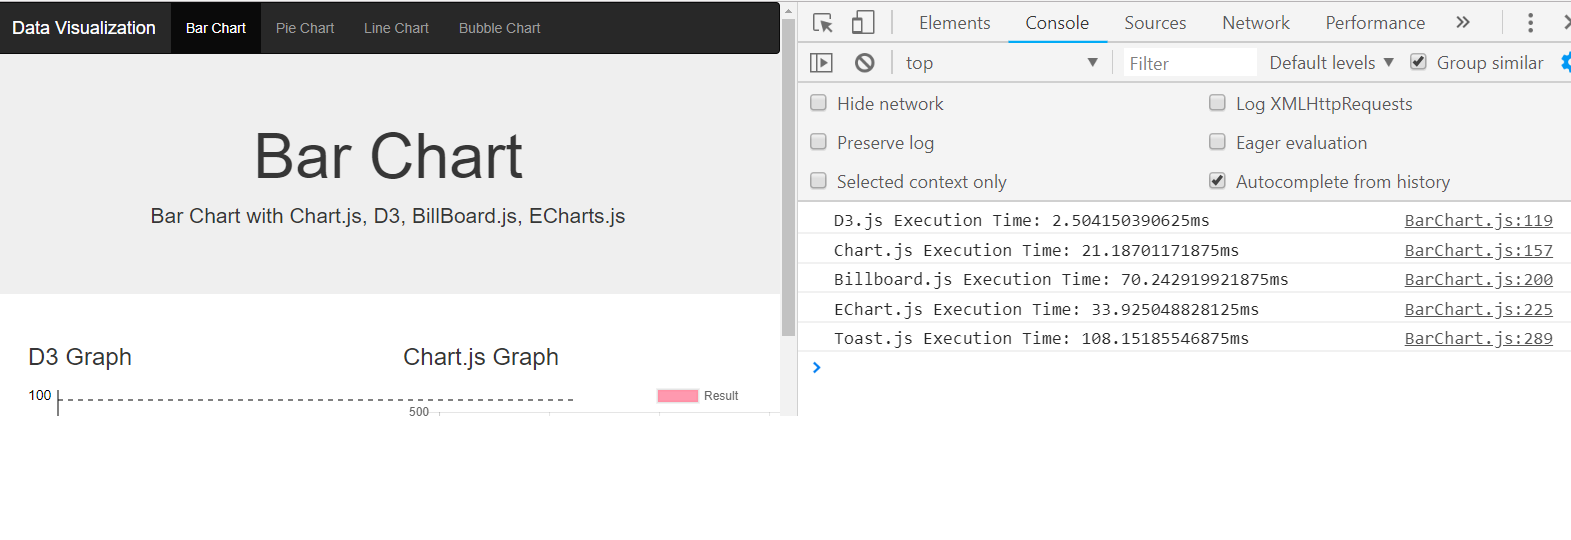 Data Visualization Bar Chart Pie Chart Line Chart Bubble Chart
Bar Chart
Bar Chart with Chart.js, D3, BillBoard.js, ECharts.js
D3 Graph
100
Chart.js Graph
Result
500
Elements Console Sources Network Performance »
top ▼ Filter Default levels ▼ Group similar
Hide network Log XMLHttpRequests
Preserve log Eager evaluation
Selected context only Autocomplete from history
D3.js Execution Time: 2.504150390625ms BarChart.js:119
Chart.js Execution Time: 21.18701171875ms BarChart.js:157
Billboard.js Execution Time: 70.242919921875ms BarChart.js:200
EChart.js Execution Time: 33.925048828125ms BarChart.js:225
Toast.js Execution Time: 108.15185546875ms BarChart.js:289